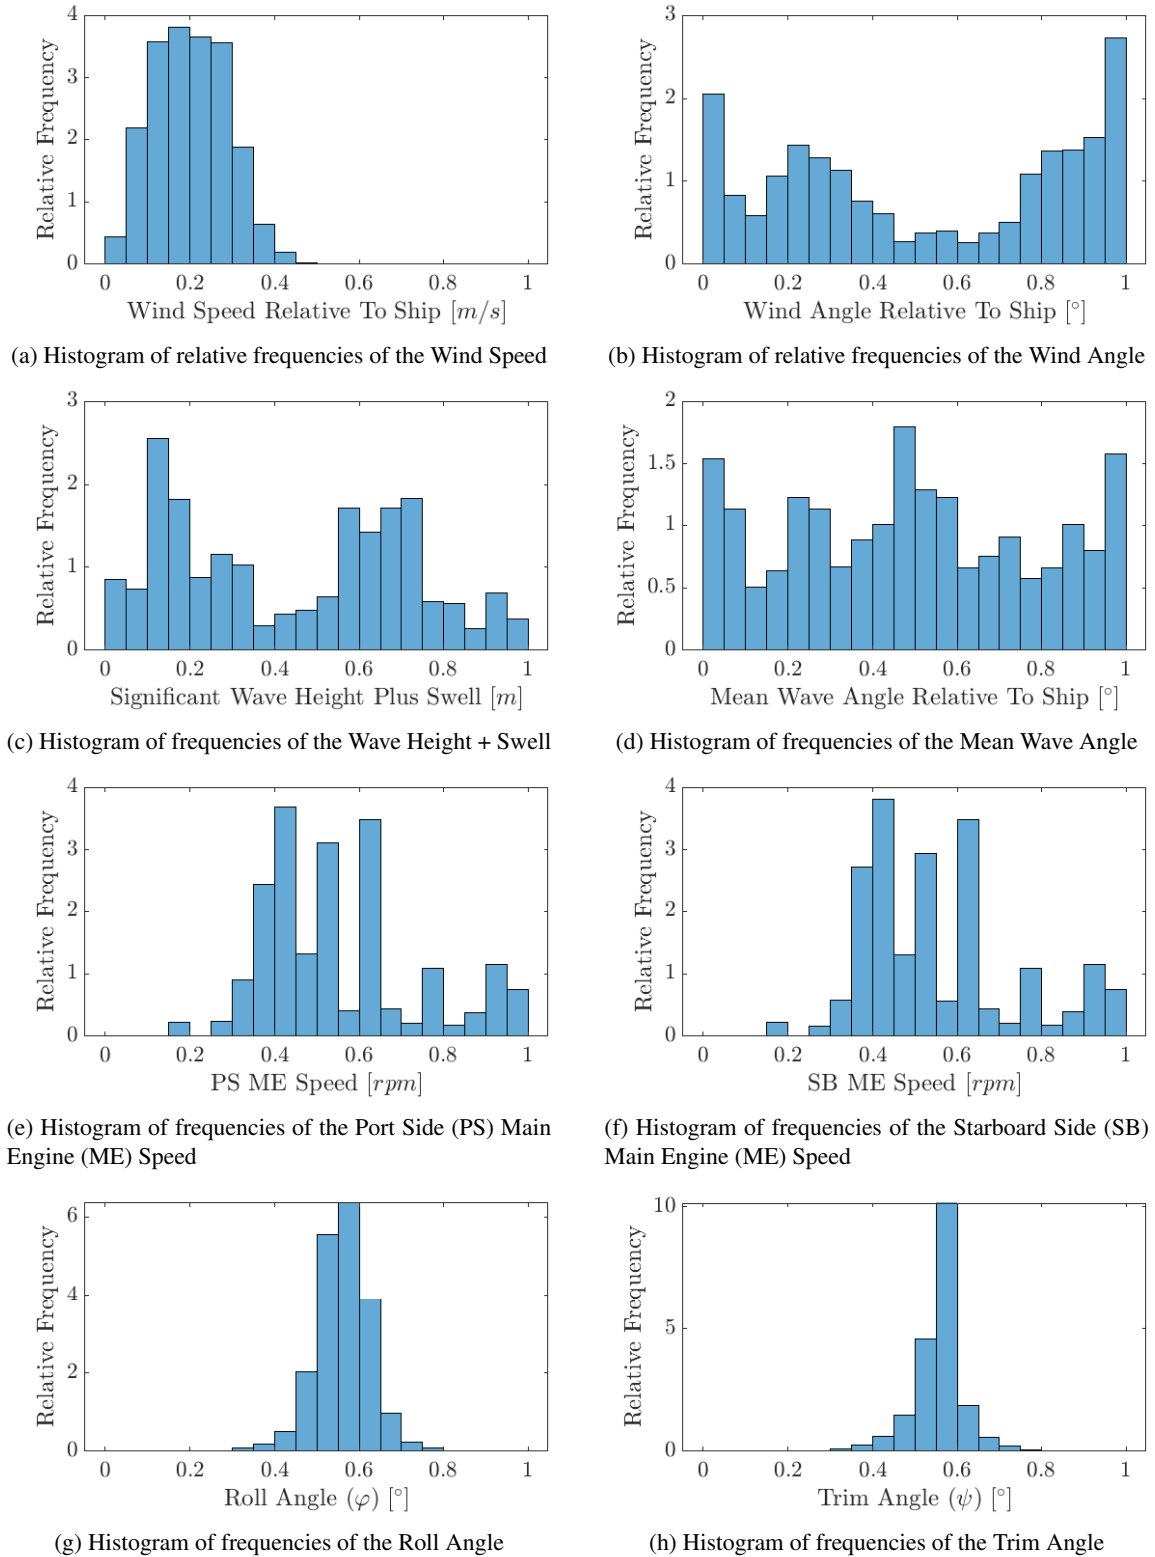 4
3
2
1
0
Relative Frequency
0 0.2 0.4 0.6 0.8 1
Wind Speed Relative To Ship [m/s]
(a) Histogram of relative frequencies of the Wind Speed
3
2
1
0
Relative Frequency
0 0.2 0.4 0.6 0.8 1
Wind Angle Relative To Ship [°]
(b) Histogram of relative frequencies of the Wind Angle
3
2
1
0
Relative Frequency
0 0.2 0.4 0.6 0.8 1
Significant Wave Height Plus Swell [m]
(c) Histogram of frequencies of the Wave Height + Swell
2
1.5
1
0.5
0
Relative Frequency
0 0.2 0.4 0.6 0.8 1
Mean Wave Angle Relative To Ship [°]
(d) Histogram of frequencies of the Mean Wave Angle
4
3
2
1
0
Relative Frequency
0 0.2 0.4 0.6 0.8 1
PS ME Speed [rpm]
(e) Histogram of frequencies of the Port Side (PS) Main
Engine (ME) Speed
4
3
2
1
0
Relative Frequency
0 0.2 0.4 0.6 0.8 1
SB ME Speed [rpm]
(f) Histogram of frequencies of the Starboard Side (SB)
Main Engine (ME) Speed
6
4
2
0
Relative Frequency
0 0.2 0.4 0.6 0.8 1
Roll Angle (φ) [°]
(g) Histogram of frequencies of the Roll Angle
10
5
0
Relative Frequency
0 0.2 0.4 0.6 0.8 1
Trim Angle (ψ) [°]
(h) Histogram of frequencies of the Trim Angle